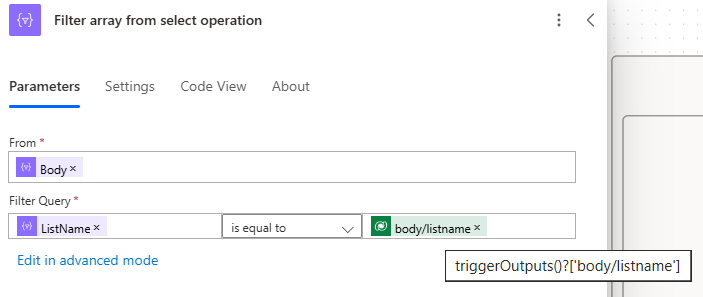 Filter array from select operation
Parameters Settings Code View About
From *
Body ×
Filter Query *
ListName × is equal to body/listname ×
Edit in advanced mode
triggerOutputs()?['body/listname']